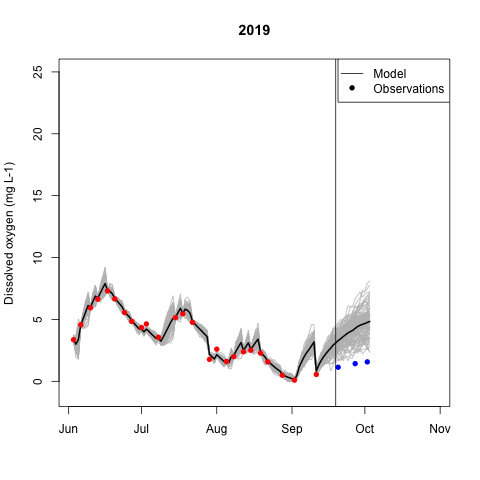 2019
Dissolved oxygen (mg L-1)
25
20
15
10
5
0
Model
Observations
Jun
Jul
Aug
Sep
Oct
Nov